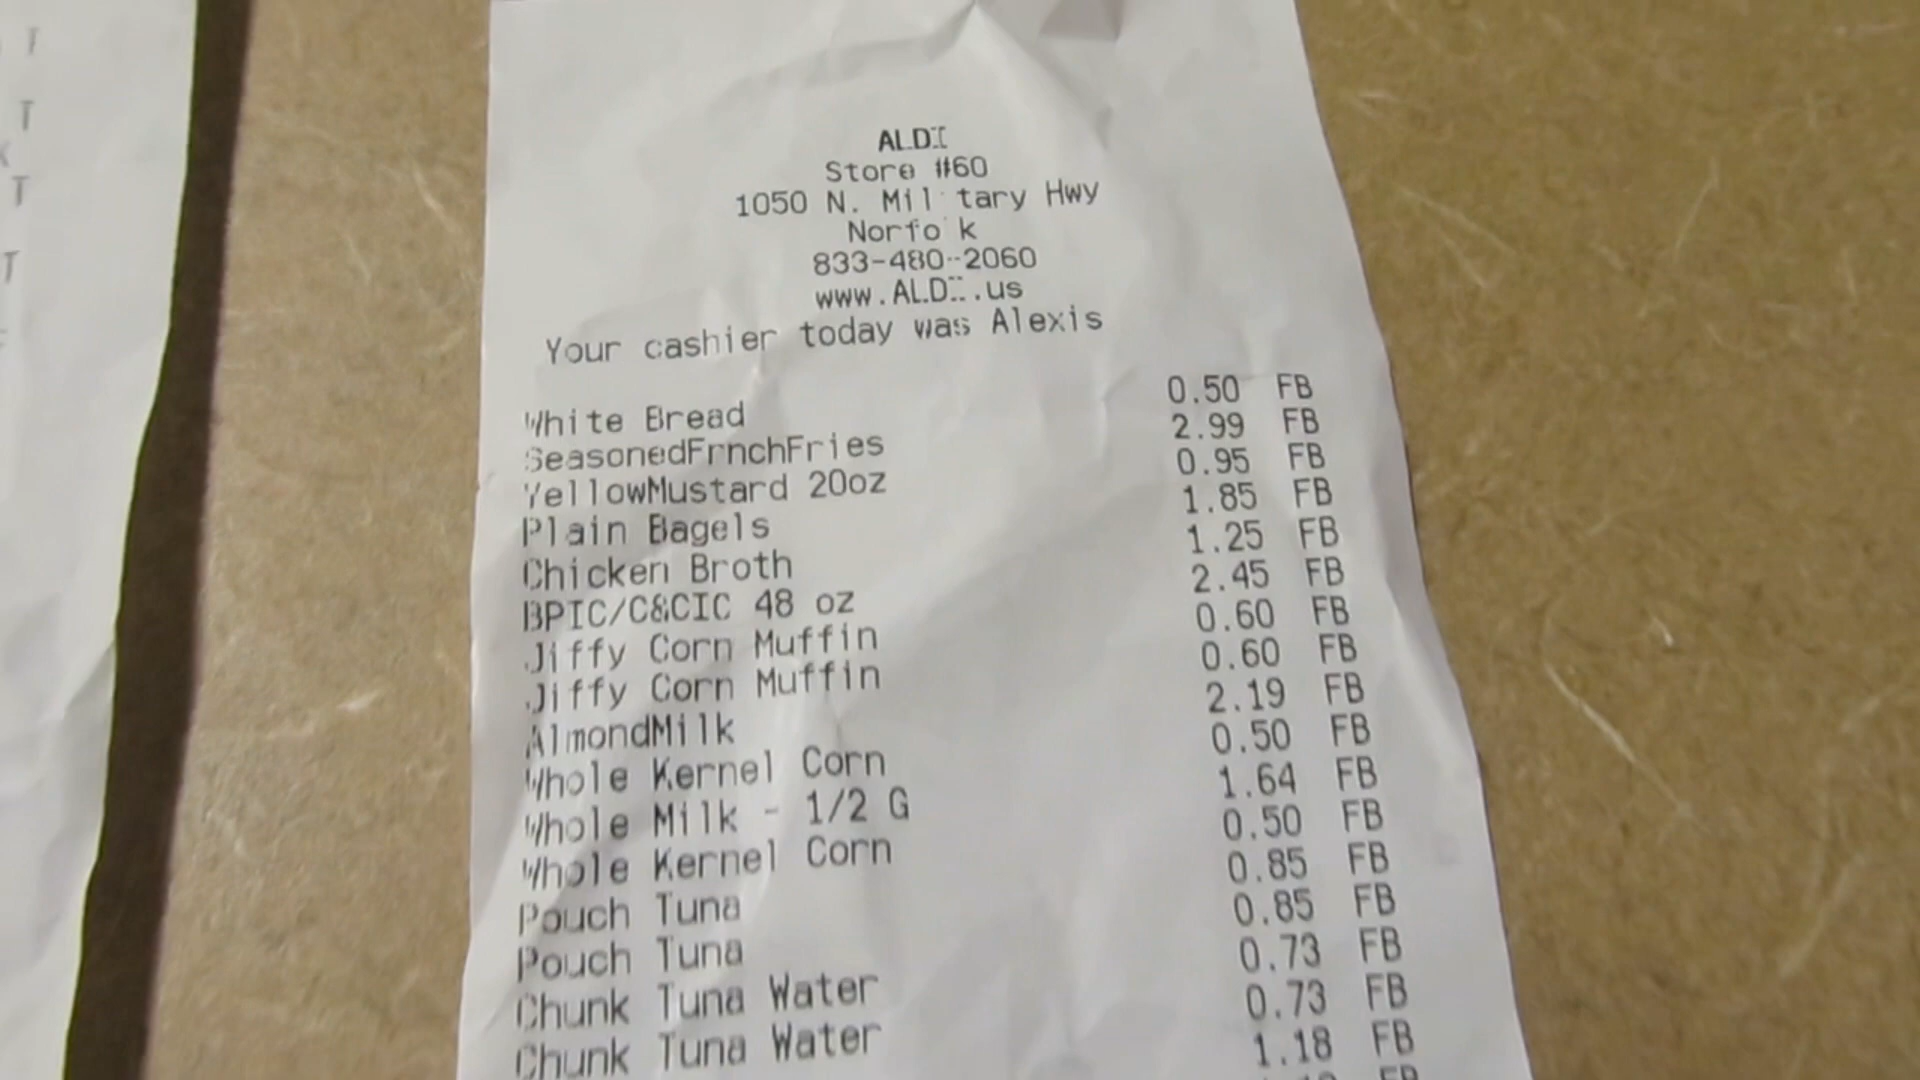 ALDI
Store #60
1050 N. Military Hwy
Norfolk
833-480-2060
www.ALDI.us
Your cashier today was Alexis
White Bread 0.50 FB
SeasonedFrnchFries 2.99 FB
YellowMustard 20oz 0.95 FB
Plain Bagels 1.85 FB
Chicken Broth 1.25 FB
BPIC/C&CIC 48 oz 2.45 FB
Jiffy Corn Muffin 0.60 FB
Jiffy Corn Muffin 0.60 FB
AlmondMilk 2.19 FB
Whole Kernel Corn 0.50 FB
Whole Milk - 1/2 G 1.64 FB
Whole Kernel Corn 0.50 FB
Pouch Tuna 0.85 FB
Pouch Tuna 0.85 FB
Chunk Tuna Water 0.73 FB
Chunk Tuna Water 0.73 FB
1.18 FB